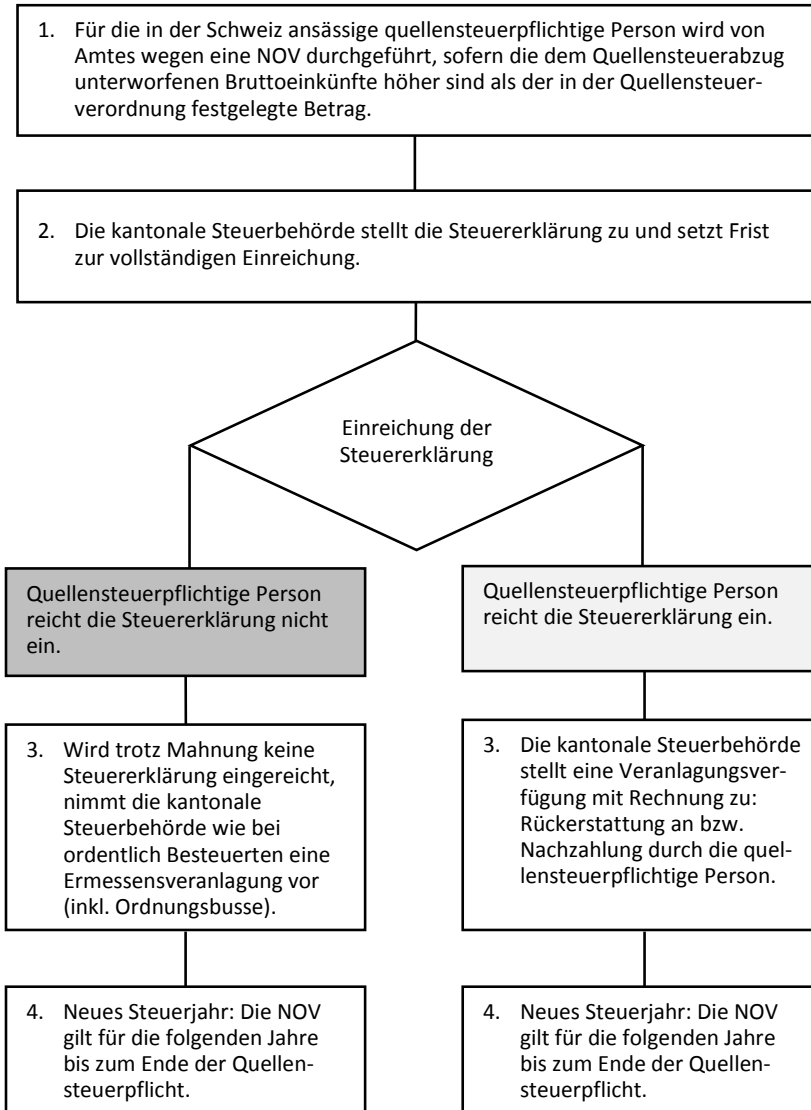 1. Für die in der Schweiz ansässige quellensteuerpflichtige Person wird von
Amtes wegen eine NOV durchgeführt, sofern die dem Quellensteuerabzug
unterworfenen Bruttoeinkünfte höher sind als der in der Quellensteuer-
verordnung festgelegte Betrag.
2. Die kantonale Steuerbehörde stellt die Steuererklärung zu und setzt Frist
zur vollständigen Einreichung.
Einreichung der
Steuererklärung
Quellensteuerpflichtige Person
reicht die Steuererklärung nicht
ein.
3. Wird trotz Mahnung keine
Steuererklärung eingereicht,
nimmt die kantonale
Steuerbehörde wie bei
ordentlich Besteuerten eine
Ermessensveranlagung vor
(inkl. Ordnungsbusse).
4. Neues Steuerjahr: Die NOV
gilt für die folgenden Jahre
bis zum Ende der Quellen-
steuerpflicht.
Quellensteuerpflichtige Person
reicht die Steuererklärung ein.
3. Die kantonale Steuerbehörde
stellt eine Veranlagungsver-
fügung mit Rechnung zu:
Rückerstattung an bzw.
Nachzahlung durch die quel-
lensteuerpflichtige Person.
4. Neues Steuerjahr: Die NOV
gilt für die folgenden Jahre
bis zum Ende der Quellen-
steuerpflicht.